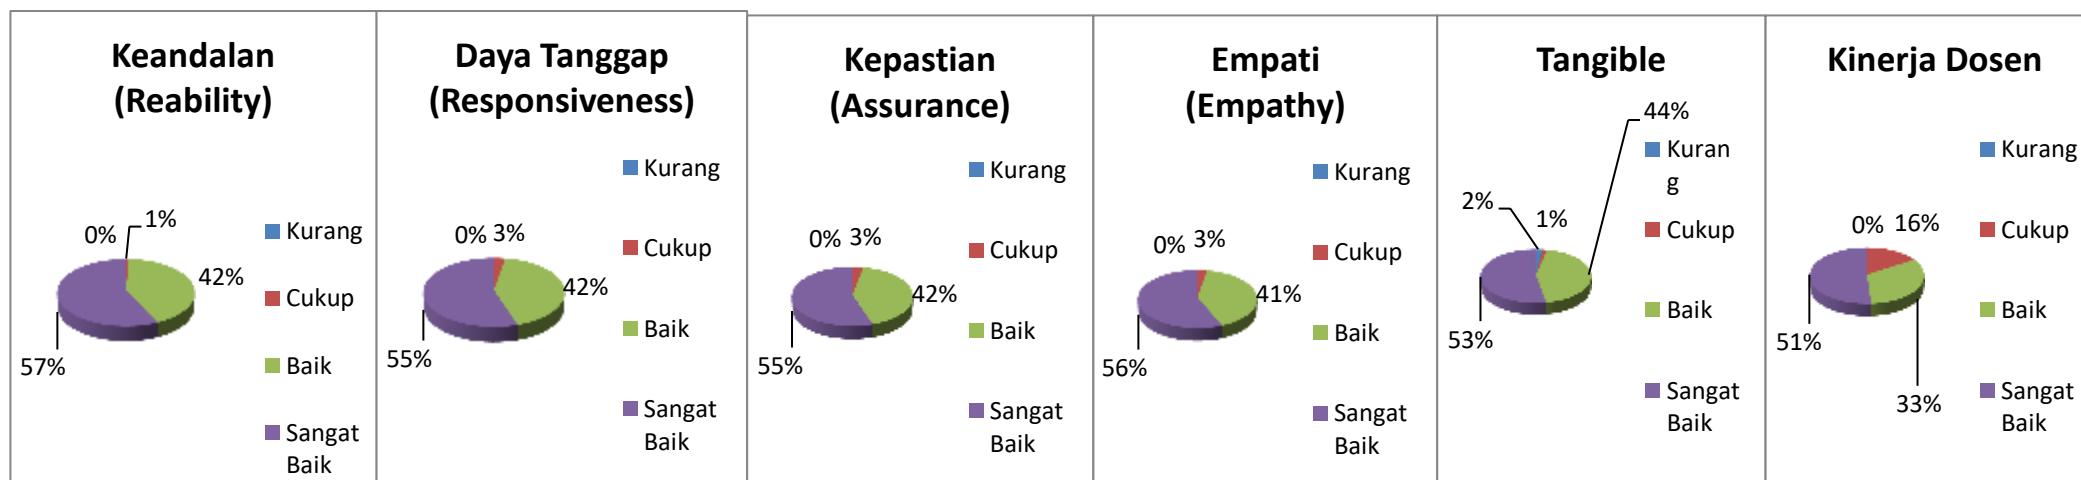 Keandalan
(Reability)
0%
1%
42%
57%
Kurang
Cukup
Baik
Sangat
Baik
Daya Tanggap
(Responsiveness)
0%
3%
42%
55%
Kurang
Cukup
Baik
Sangat
Baik
Kepastian
(Assurance)
0%
3%
42%
55%
Kurang
Cukup
Baik
Sangat
Baik
Empati
(Empathy)
0%
3%
41%
56%
Kurang
Cukup
Baik
Sangat
Baik
Tangible
2%
1%
44%
53%
Kuran
g
Cukup
Baik
Sangat
Baik
Kinerja Dosen
0%
16%
33%
51%
Kurang
Cukup
Baik
Sangat
Baik